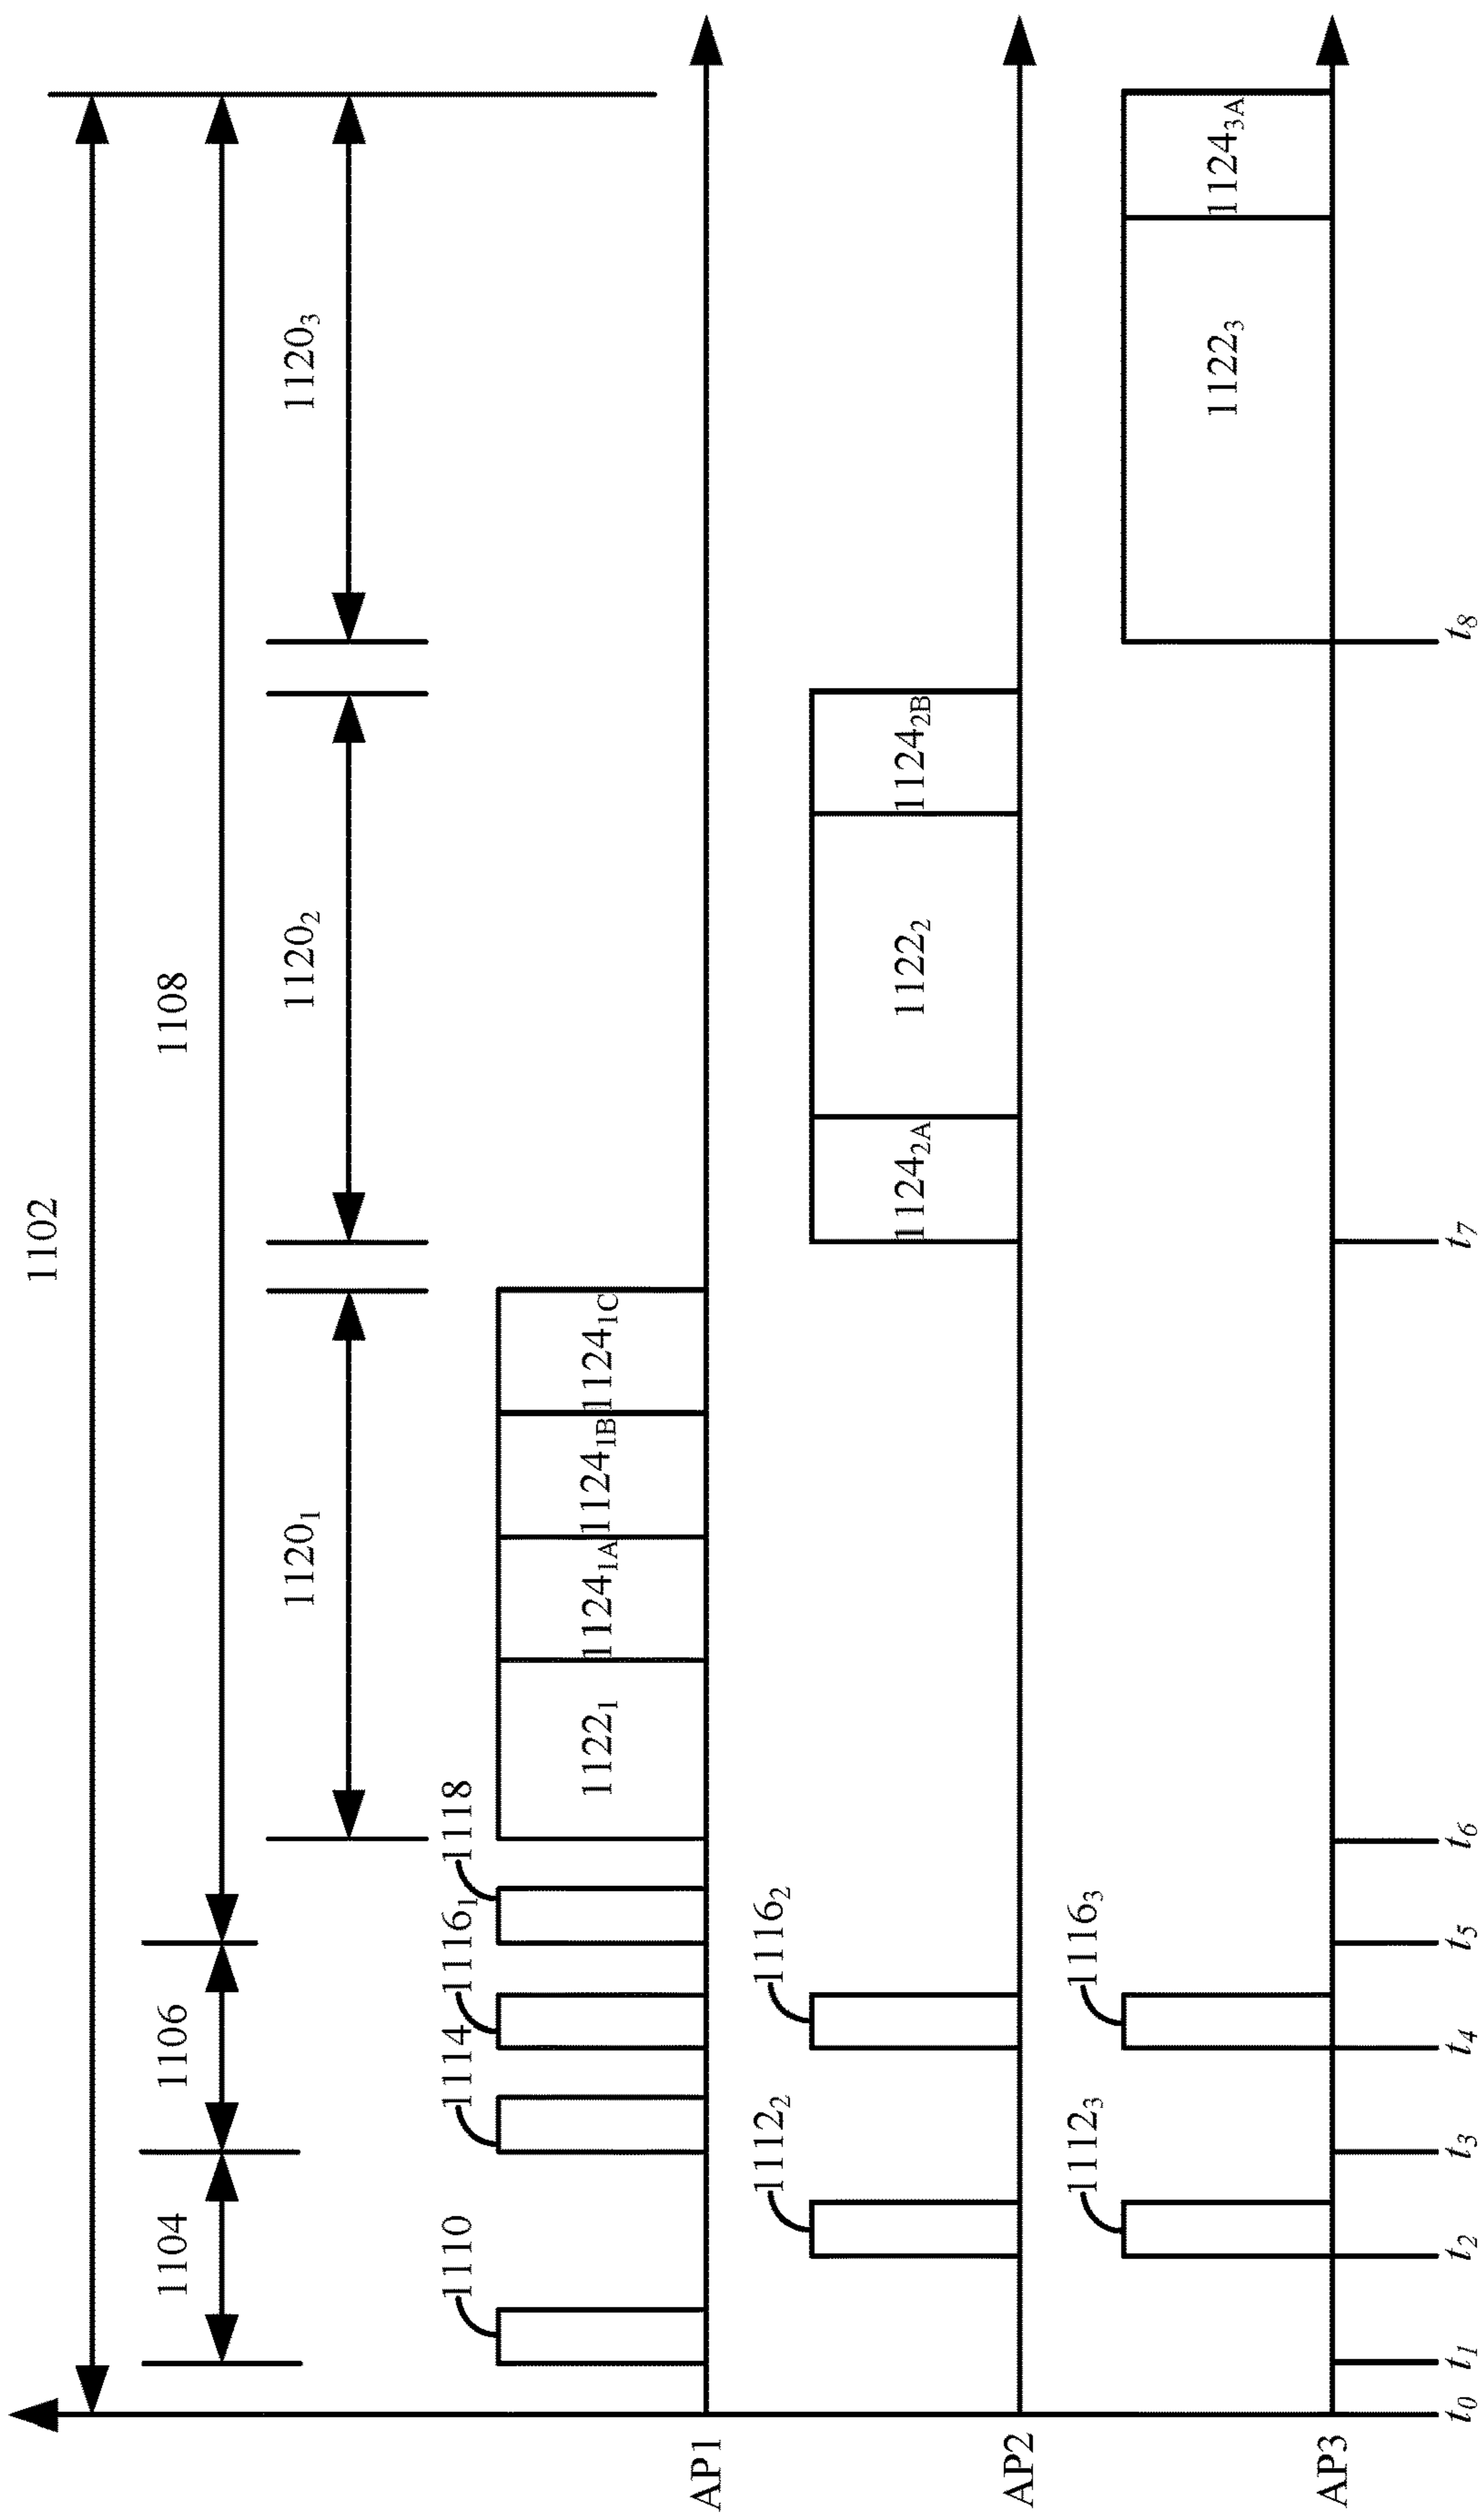 1102
1104
1106
1108
1120₁
1120₂
1120₃
1110
1114
1116₁
1118
1122₁
1124₁A
1124₁B
1124₁C
AP1
1112₂
1116₂
1124₂A
1122₂
1124₂B
AP2
1112₃
1116₃
1122₃
1124₃A
AP3
t₀
t₁
t₂
t₃
t₄
t₅
t₆
t₇
t₈